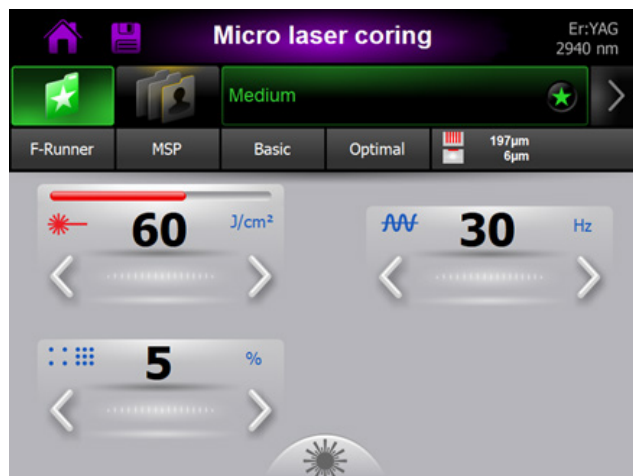 Micro laser coring
Er:YAG
2940 nm
Medium
F-Runner MSP Basic Optimal 197µm
6µm
60 J/cm²
30 Hz
5 %